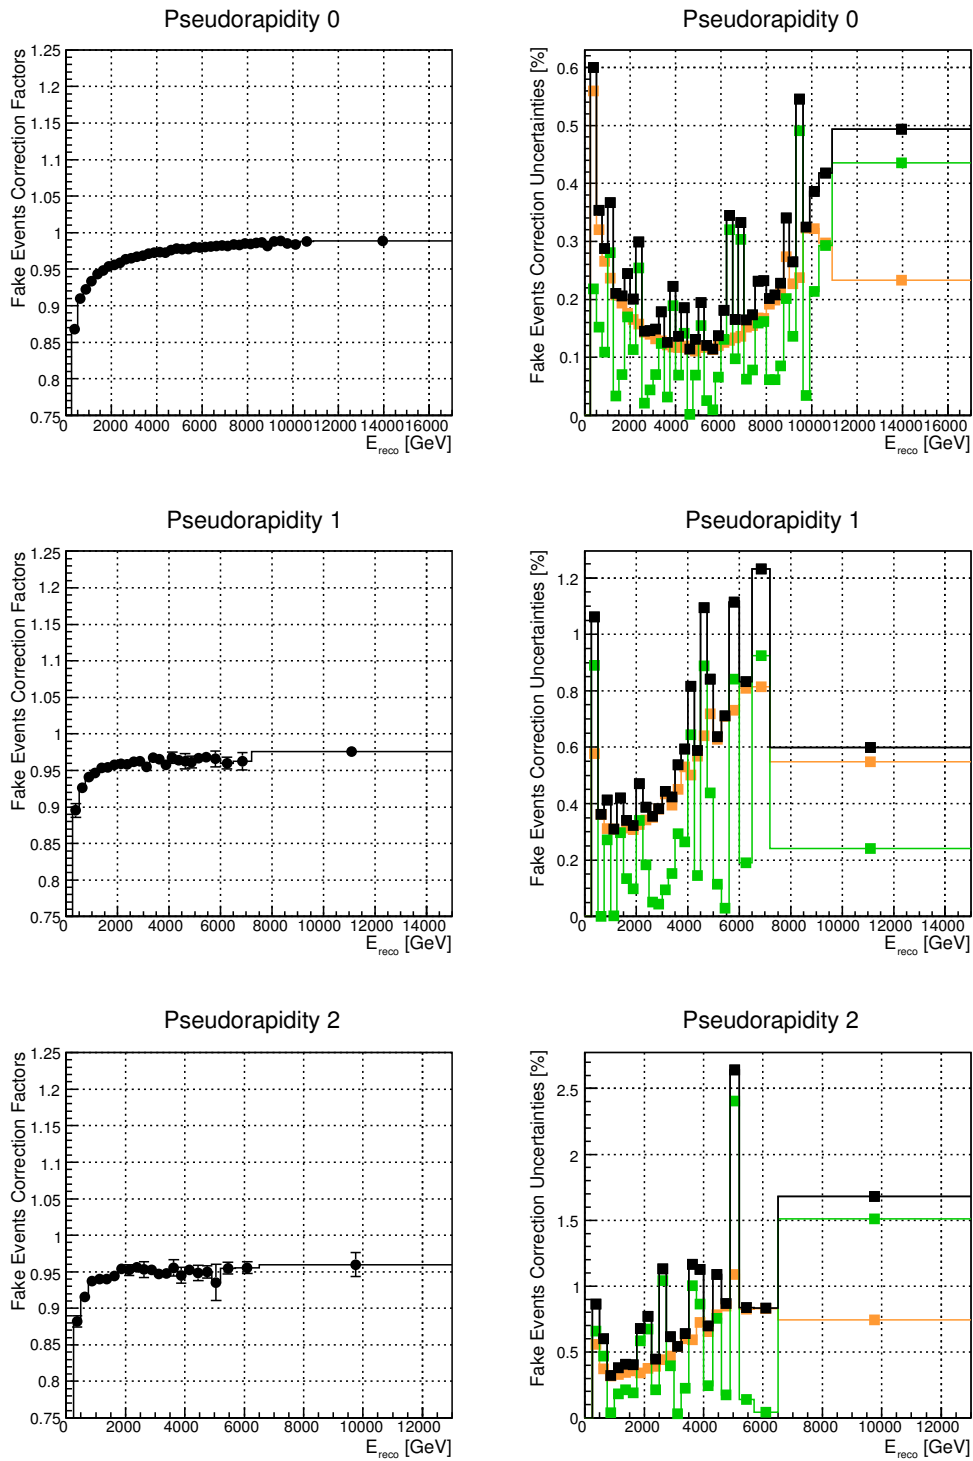 Pseudorapidity 0
Fake Events Correction Factors
1.25
1.2
1.15
1.1
1.05
1
0.95
0.9
0.85
0.8
0.75
0 2000 4000 6000 8000 10000 12000 14000 16000
E_reco [GeV]
Pseudorapidity 0
Fake Events Correction Uncertainties [%]
0.6
0.5
0.4
0.3
0.2
0.1
0
0 2000 4000 6000 8000 10000 12000 14000 16000
E_reco [GeV]
Pseudorapidity 1
Fake Events Correction Factors
1.25
1.2
1.15
1.1
1.05
1
0.95
0.9
0.85
0.8
0.75
0 2000 4000 6000 8000 10000 12000 14000
E_reco [GeV]
Pseudorapidity 1
Fake Events Correction Uncertainties [%]
1.2
1
0.8
0.6
0.4
0.2
0
0 2000 4000 6000 8000 10000 12000 14000
E_reco [GeV]
Pseudorapidity 2
Fake Events Correction Factors
1.25
1.2
1.15
1.1
1.05
1
0.95
0.9
0.85
0.8
0.75
0 2000 4000 6000 8000 10000 12000
E_reco [GeV]
Pseudorapidity 2
Fake Events Correction Uncertainties [%]
2.5
2
1.5
1
0.5
0
0 2000 4000 6000 8000 10000 12000
E_reco [GeV]